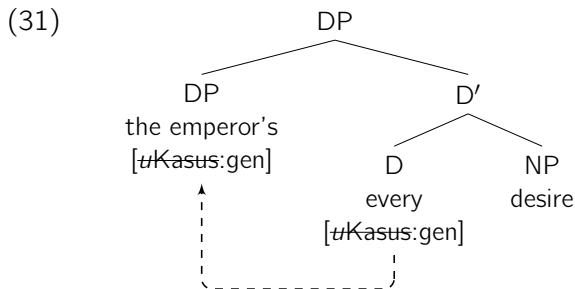 (31) DP
DP D′
the emperor's
[uKasus:gen] D NP
every desire
[uKasus:gen]